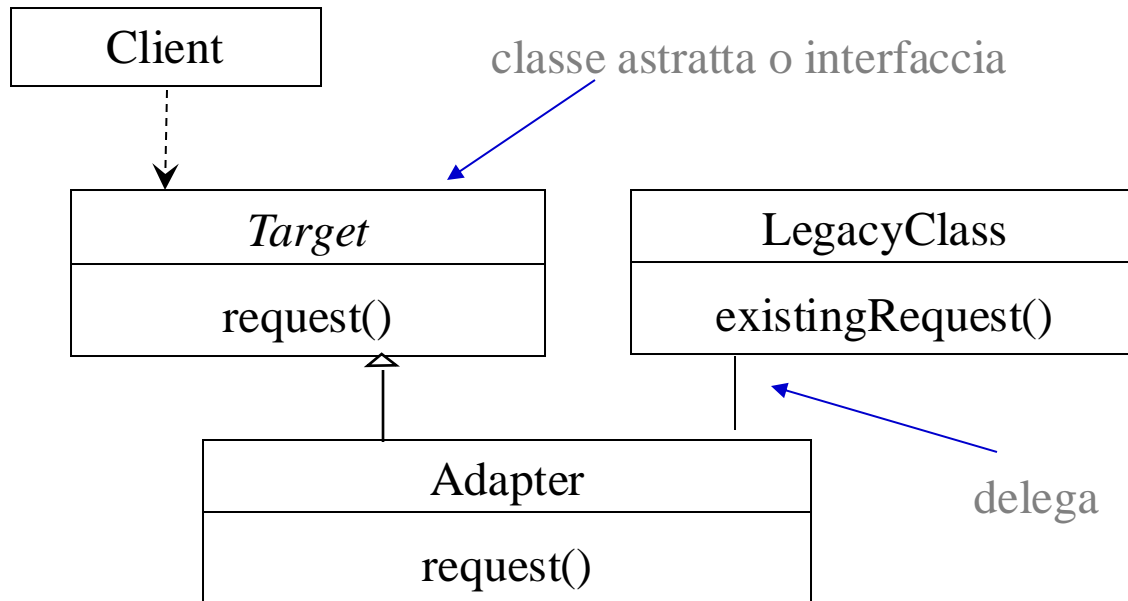 Client
classe astratta o interfaccia
Target
request()
LegacyClass
existingRequest()
Adapter
request()
delega